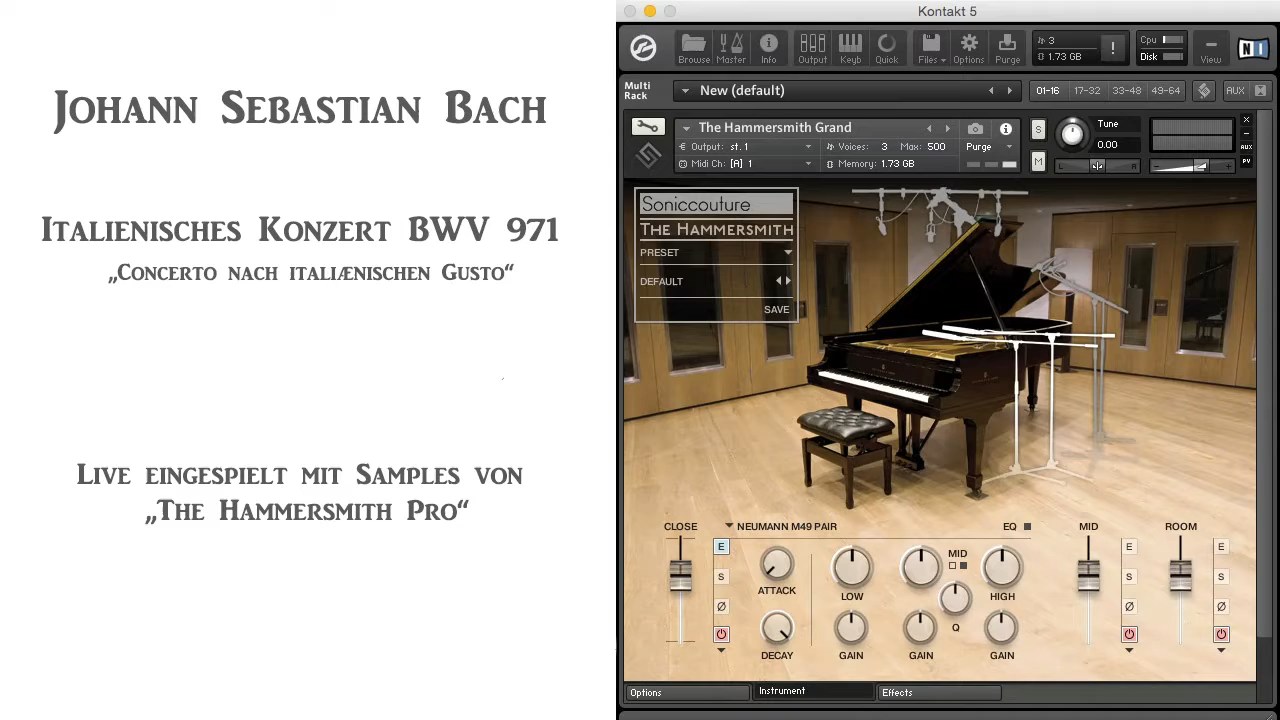 Johann Sebastian Bach
Italienisches Konzert BWV 971
„Concerto nach italiænischen Gusto“
Live eingespielt mit Samples von
„The Hammersmith Pro“
Kontakt 5
Browse Master Info Output Keyb Quick Files Options Purge
3
1.73 GB
!
Cpu
Disk
View
NI
Multi
Rack
New (default)
01-16 17-32 33-48 49-64 AUX
The Hammersmith Grand
Output: st. 1 Voices: 3 Max: 500 Purge
Midi Ch: [A] 1 Memory: 1.73 GB
S
M
Tune
0.00
L R
AUX
PV
Soniccouture
The Hammersmith
PRESET
DEFAULT
SAVE
CLOSE NEUMANN M49 PAIR EQ MID ROOM
E
S
Ø
ATTACK
DECAY
LOW
GAIN
MID
Q
GAIN
HIGH
GAIN
E
S
Ø
E
S
Ø
Options Instrument Effects